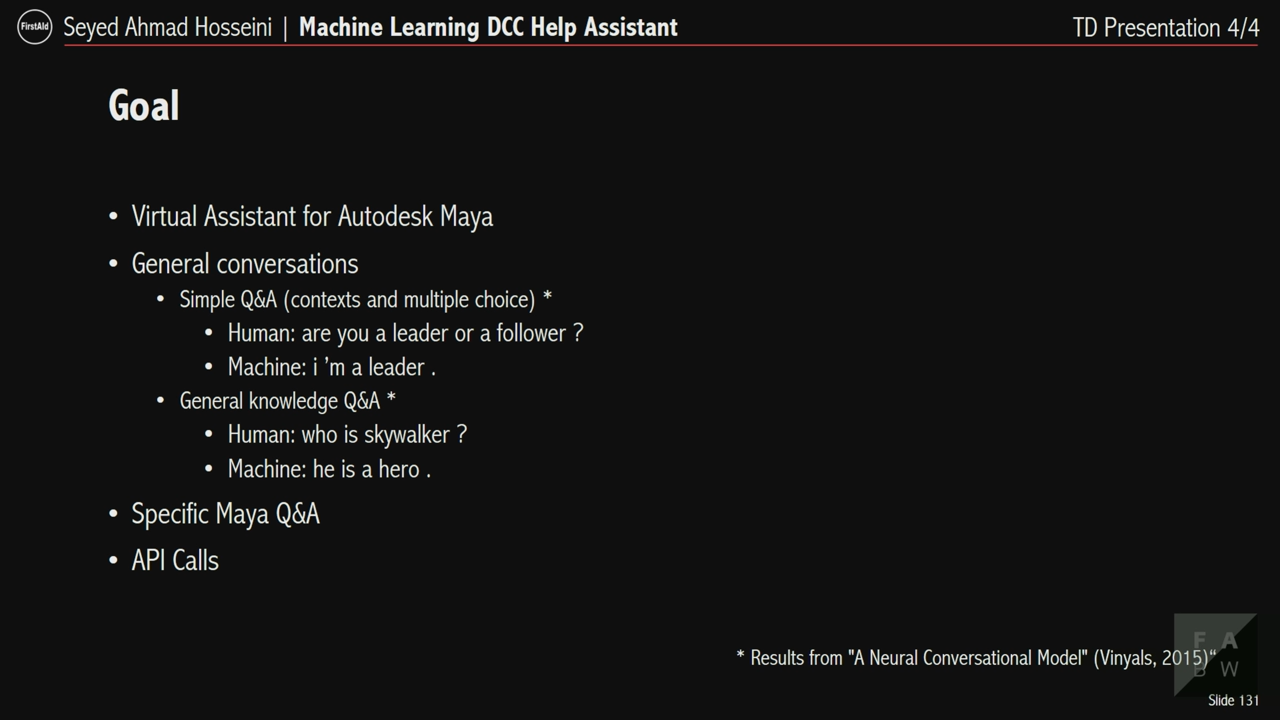 FirstAId
Seyed Ahmad Hosseini | Machine Learning DCC Help Assistant
TD Presentation 4/4
Goal
• Virtual Assistant for Autodesk Maya
• General conversations
• Simple Q&A (contexts and multiple choice) *
• Human: are you a leader or a follower ?
• Machine: i ’m a leader .
• General knowledge Q&A *
• Human: who is skywalker ?
• Machine: he is a hero .
• Specific Maya Q&A
• API Calls
* Results from "A Neural Conversational Model" (Vinyals, 2015)“
F A
B W
Slide 131